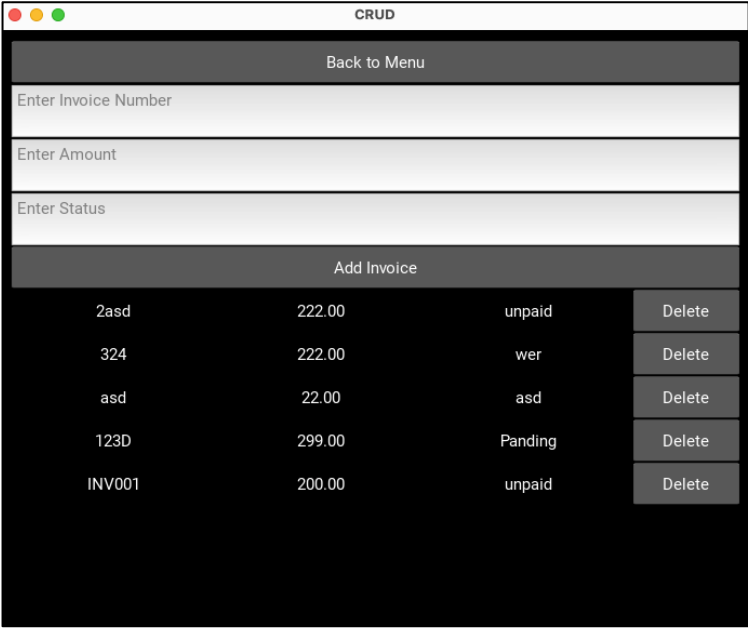 CRUD
Back to Menu
Enter Invoice Number
Enter Amount
Enter Status
Add Invoice
2asd 222.00 unpaid Delete
324 222.00 wer Delete
asd 22.00 asd Delete
123D 299.00 Panding Delete
INV001 200.00 unpaid Delete